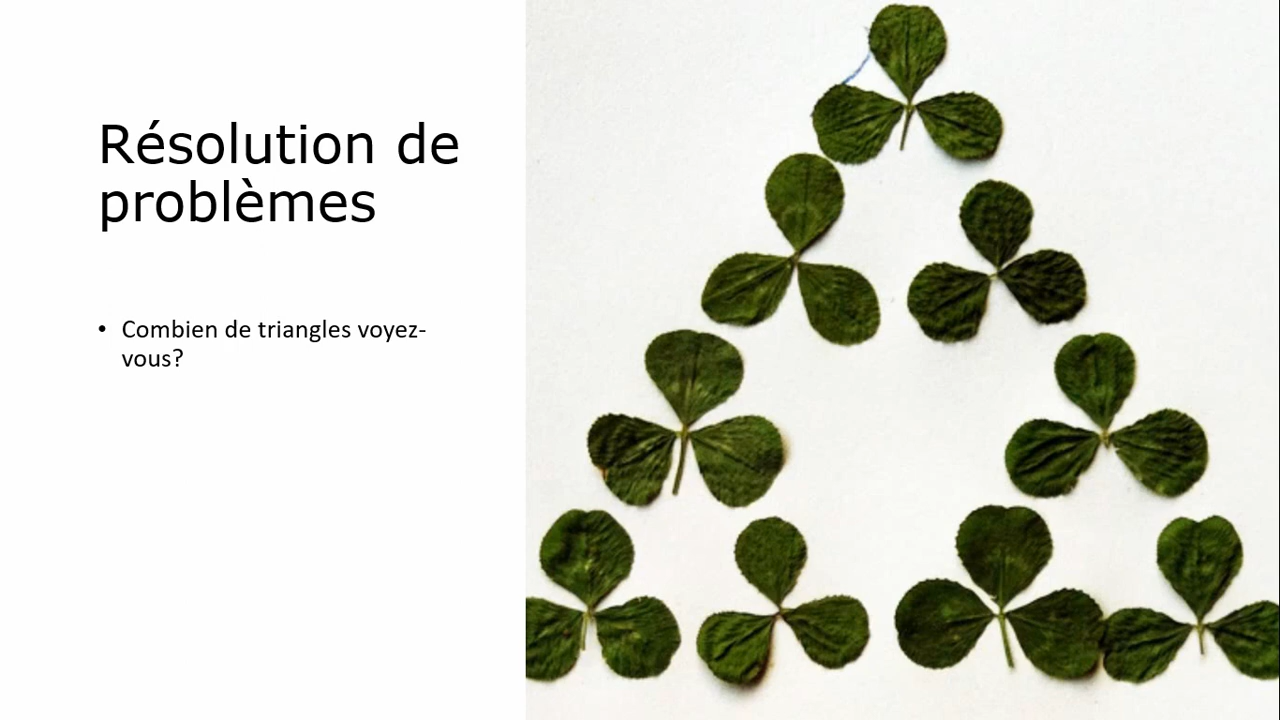 Résolution de
problèmes
• Combien de triangles voyez-
vous?